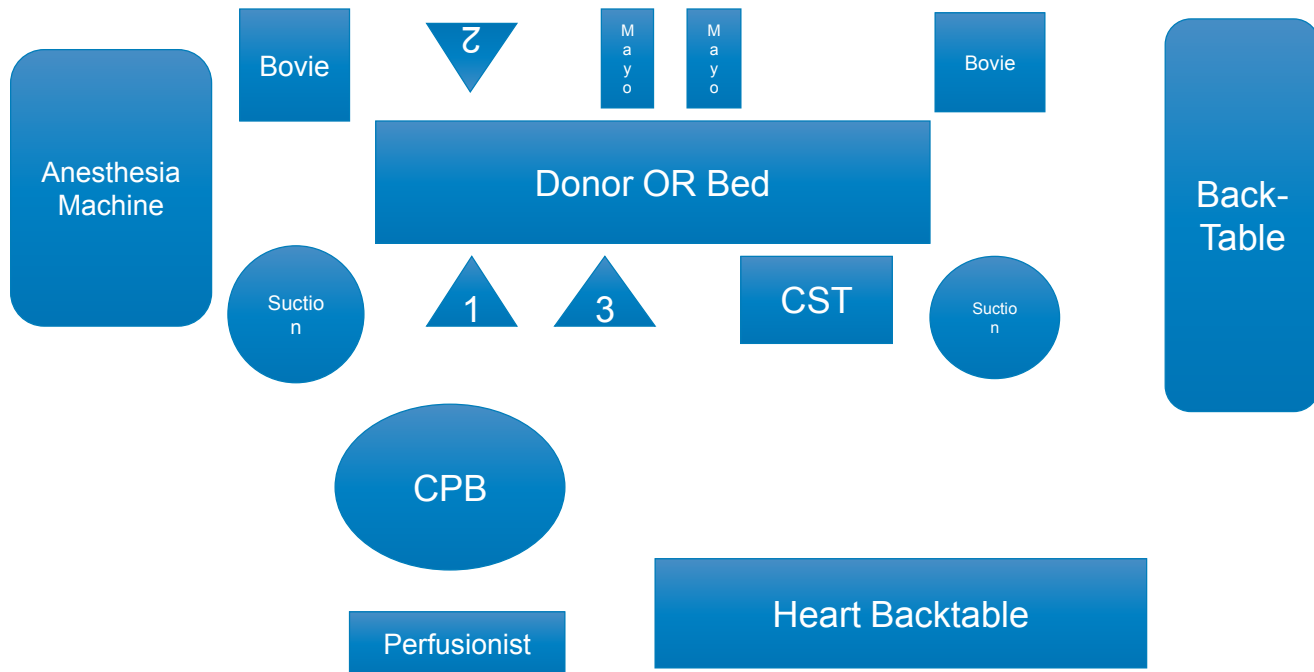 Bovie
2
M
a
y
o
M
a
y
o
Bovie
Anesthesia
Machine
Donor OR Bed
Back-
Table
Suctio
n
1
3
CST
Suctio
n
CPB
Heart Backtable
Perfusionist